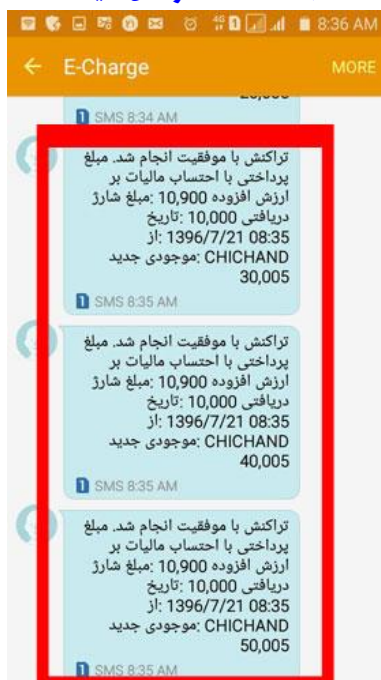 8:36 AM
E-Charge
MORE
SMS 8:34 AM
تراکنش با موفقیت انجام شد. مبلغ
پرداختی با احتساب مالیات بر
ارزش افزوده 10,900 :مبلغ شارژ
دریافتی 10,000 :تاریخ
1396/7/21 08:35 :از
CHICHAND :موجودی جدید
30,005
SMS 8:35 AM
تراکنش با موفقیت انجام شد. مبلغ
پرداختی با احتساب مالیات بر
ارزش افزوده 10,900 :مبلغ شارژ
دریافتی 10,000 :تاریخ
1396/7/21 08:35 :از
CHICHAND :موجودی جدید
40,005
SMS 8:35 AM
تراکنش با موفقیت انجام شد. مبلغ
پرداختی با احتساب مالیات بر
ارزش افزوده 10,900 :مبلغ شارژ
دریافتی 10,000 :تاریخ
1396/7/21 08:35 :از
CHICHAND :موجودی جدید
50,005
SMS 8:35 AM